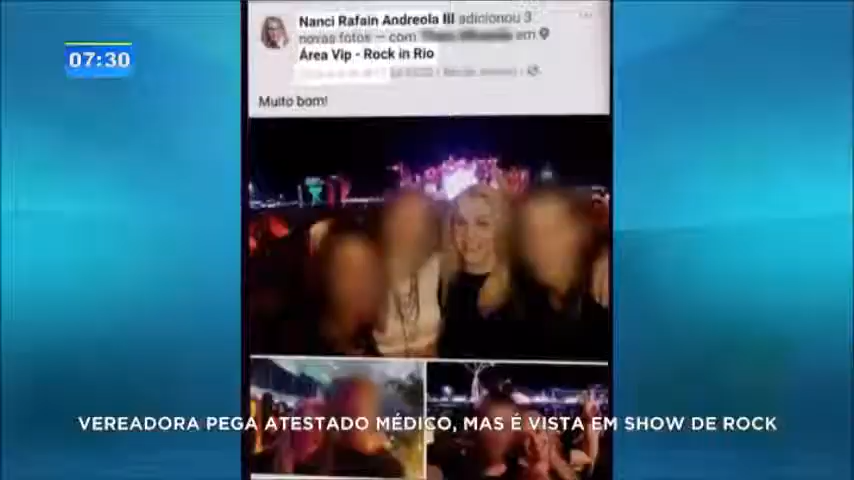 07:30
Nanci Rafain Andreola III adicionou 3
novas fotos — com em
Área Vip - Rock in Rio
Muito bom!
VEREADORA PEGA ATESTADO MÉDICO, MAS É VISTA EM SHOW DE ROCK